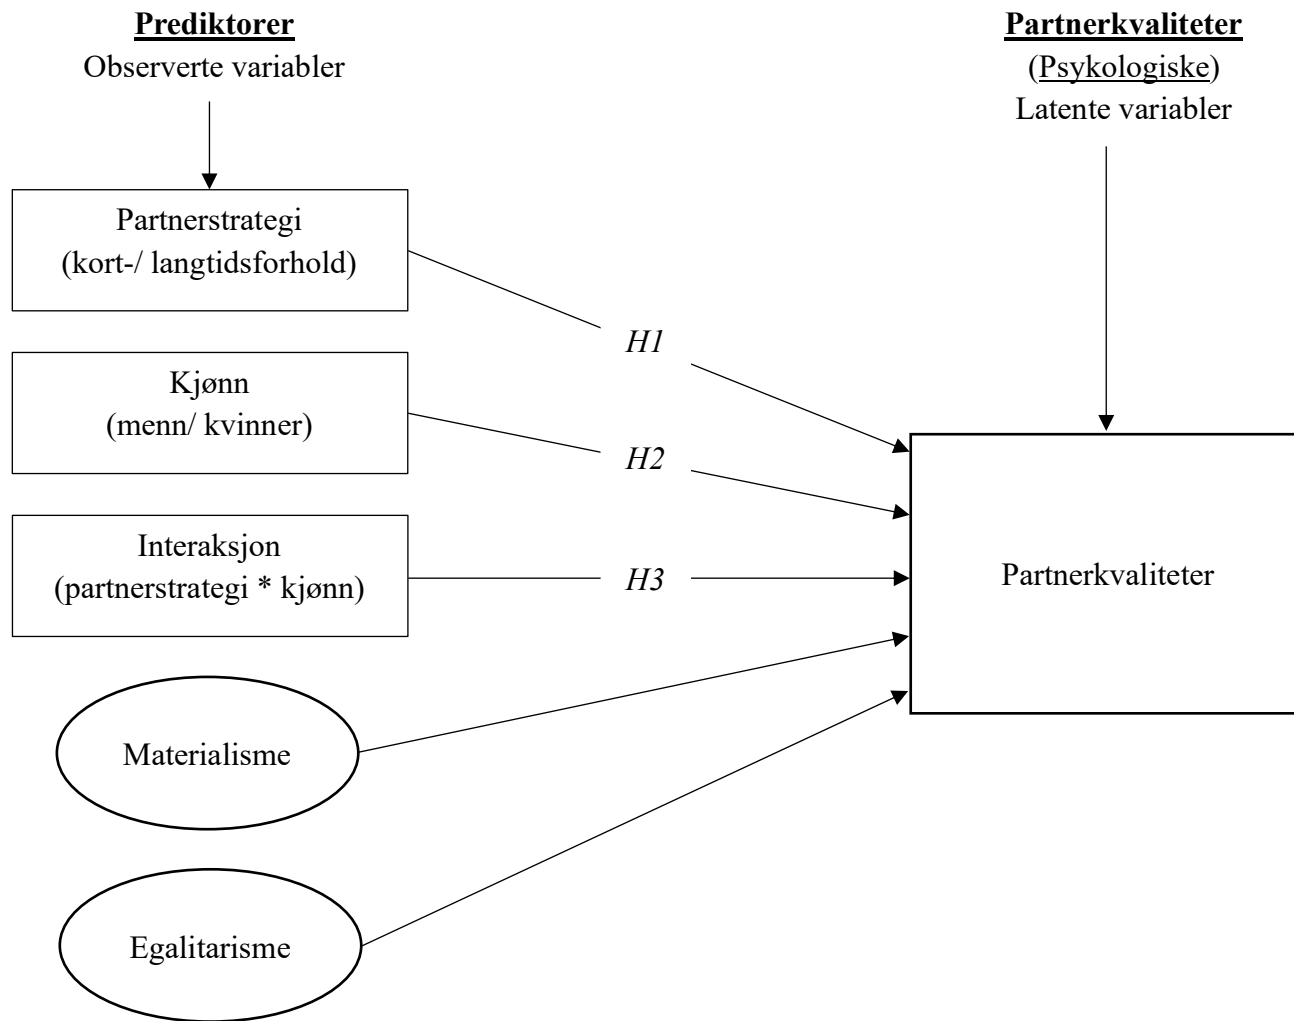 Prediktorer
Observerte variabler
Partnerkvaliteter
(Psykologiske)
Latente variabler
Partnerstrategi
(kort-/ langtidsforhold)
H1
Kjønn
(menn/ kvinner)
H2
Interaksjon
(partnerstrategi * kjønn)
H3
Partnerkvaliteter
Materialisme
Egalitarisme